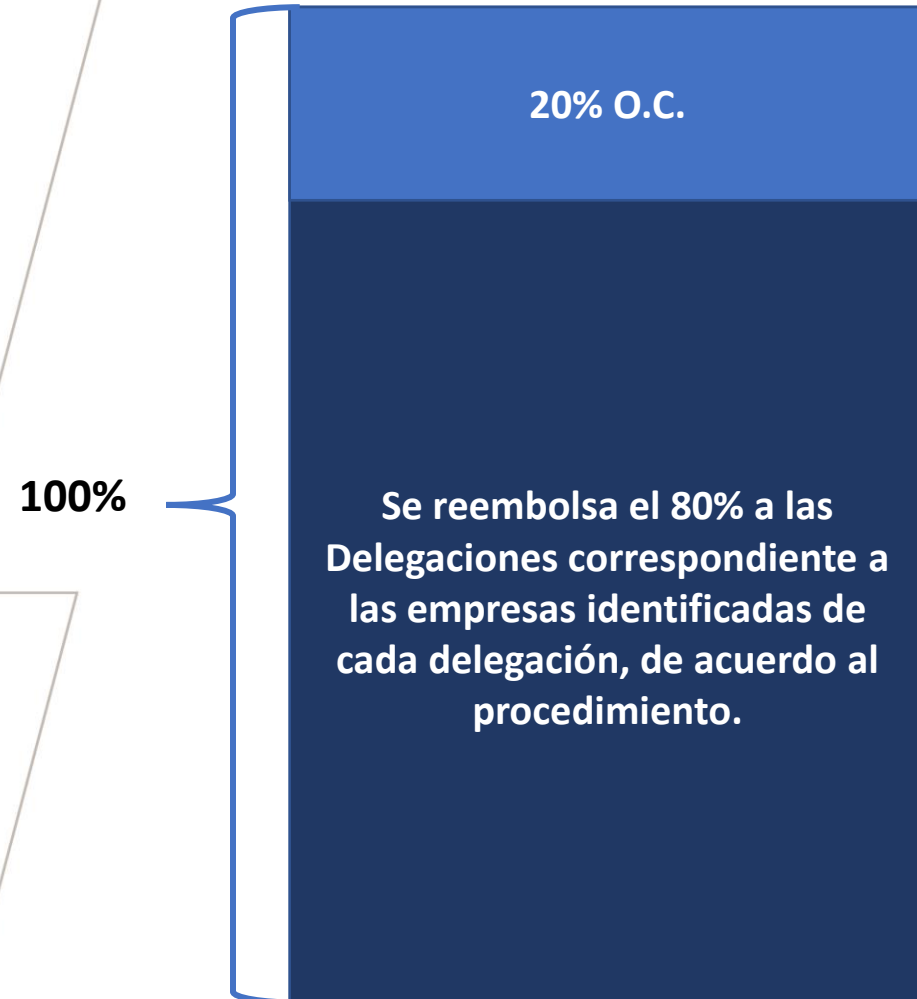 20% O.C.
100%
Se reembolsa el 80% a las
Delegaciones correspondiente a
las empresas identificadas de
cada delegación, de acuerdo al
procedimiento.